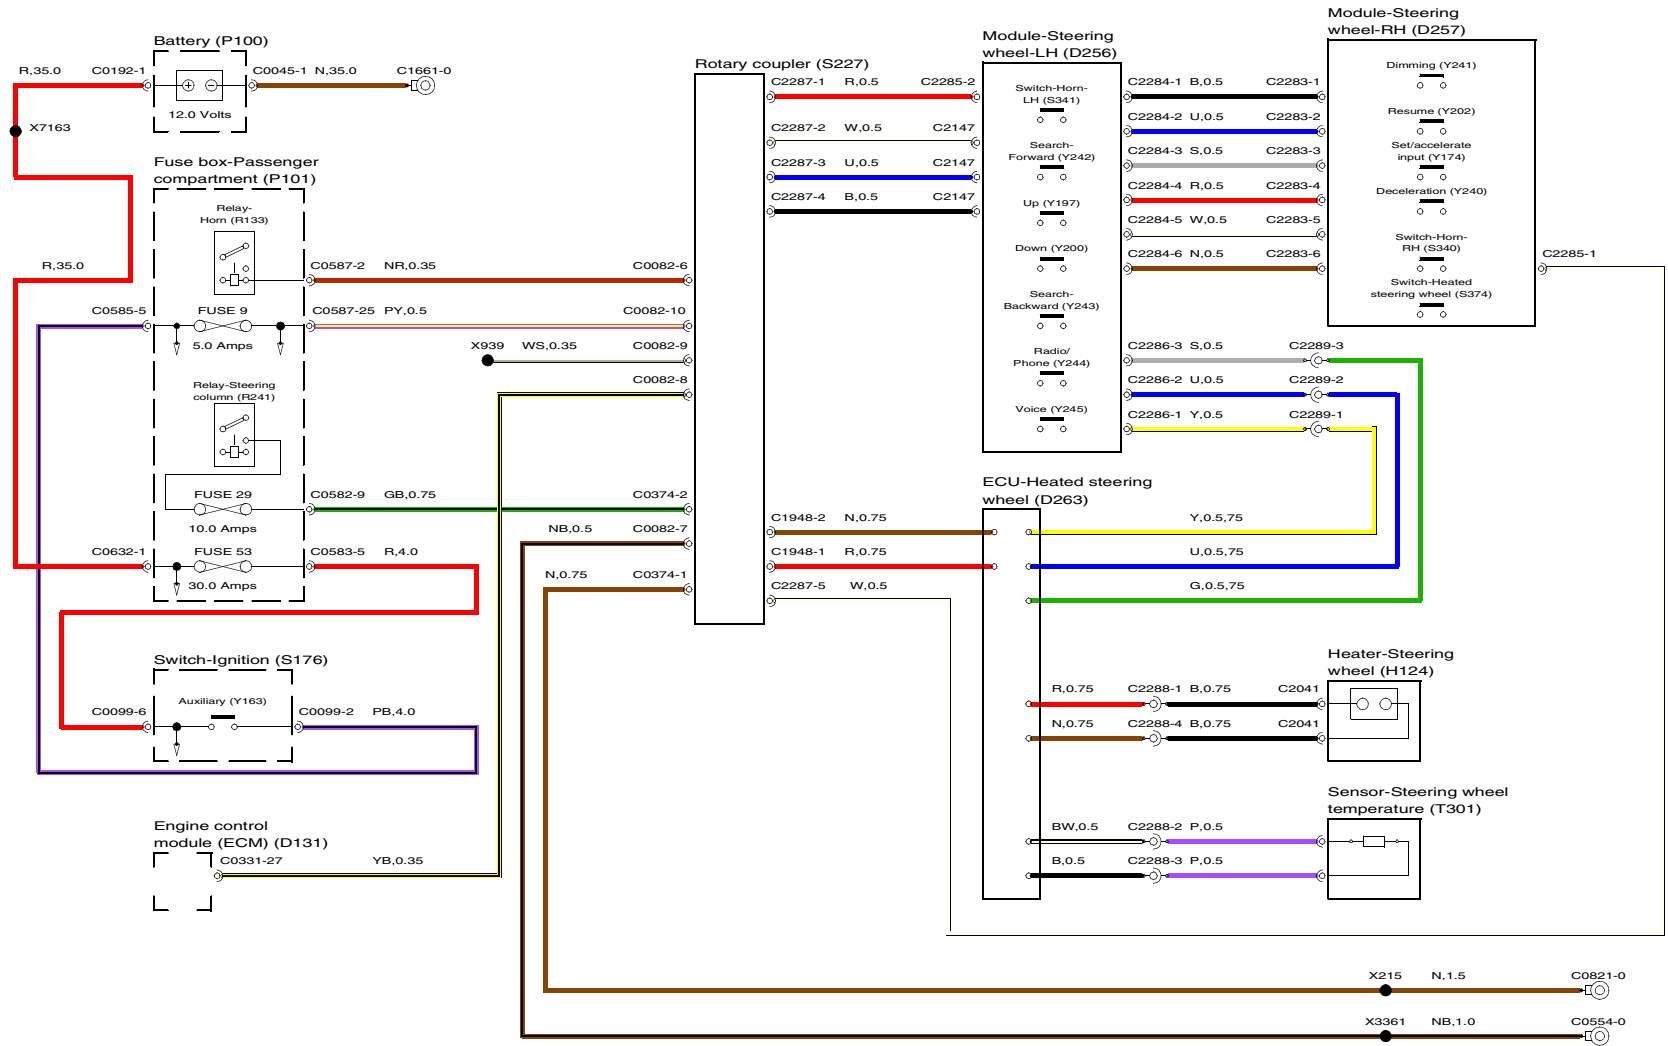 Battery (P100)
R,35.0 C0192-1 C0045-1 N,35.0 C1661-0
12.0 Volts
X7163
Fuse box-Passenger
compartment (P101)
Relay-
Horn (R133)
R,35.0
C0587-2 NR,0.35 C0082-6
C0585-5 FUSE 9 C0587-25 PY,0.5 C0082-10
5.0 Amps
X939 WS,0.35 C0082-9
Relay-Steering
column (R241)
C0082-8
FUSE 29 C0582-9 GB,0.75 C0374-2
10.0 Amps
NB,0.5 C0082-7
C0632-1 FUSE 53 C0583-5 R,4.0
30.0 Amps
N,0.75 C0374-1
Switch-Ignition (S176)
Auxiliary (Y163)
C0099-6 C0099-2 PB,4.0
Engine control
module (ECM) (D131)
C0331-27 YB,0.35
Rotary coupler (S227)
C2287-1 R,0.5 C2285-2
C2287-2 W,0.5 C2147
C2287-3 U,0.5 C2147
C2287-4 B,0.5 C2147
C1948-2 N,0.75
C1948-1 R,0.75
C2287-5 W,0.5
Module-Steering
wheel-LH (D256)
Switch-Horn-
LH (S341)
Search-
Forward (Y242)
Up (Y197)
Down (Y200)
Search-
Backward (Y243)
Radio/
Phone (Y244)
Voice (Y245)
C2284-1 B,0.5 C2283-1
C2284-2 U,0.5 C2283-2
C2284-3 S,0.5 C2283-3
C2284-4 R,0.5 C2283-4
C2284-5 W,0.5 C2283-5
C2284-6 N,0.5 C2283-6
C2286-3 S,0.5 C2289-3
C2286-2 U,0.5 C2289-2
C2286-1 Y,0.5 C2289-1
Module-Steering
wheel-RH (D257)
Dimming (Y241)
Resume (Y202)
Set/accelerate
input (Y174)
Deceleration (Y240)
Switch-Horn-
RH (S340)
Switch-Heated
steering wheel (S374)
C2285-1
ECU-Heated steering
wheel (D263)
Y,0.5,75
U,0.5,75
G,0.5,75
R,0.75 C2288-1 B,0.75 C2041
N,0.75 C2288-4 B,0.75 C2041
BW,0.5 C2288-2 P,0.5
B,0.5 C2288-3 P,0.5
Heater-Steering
wheel (H124)
Sensor-Steering wheel
temperature (T301)
X215 N,1.5 C0821-0
X3361 NB,1.0 C0554-0